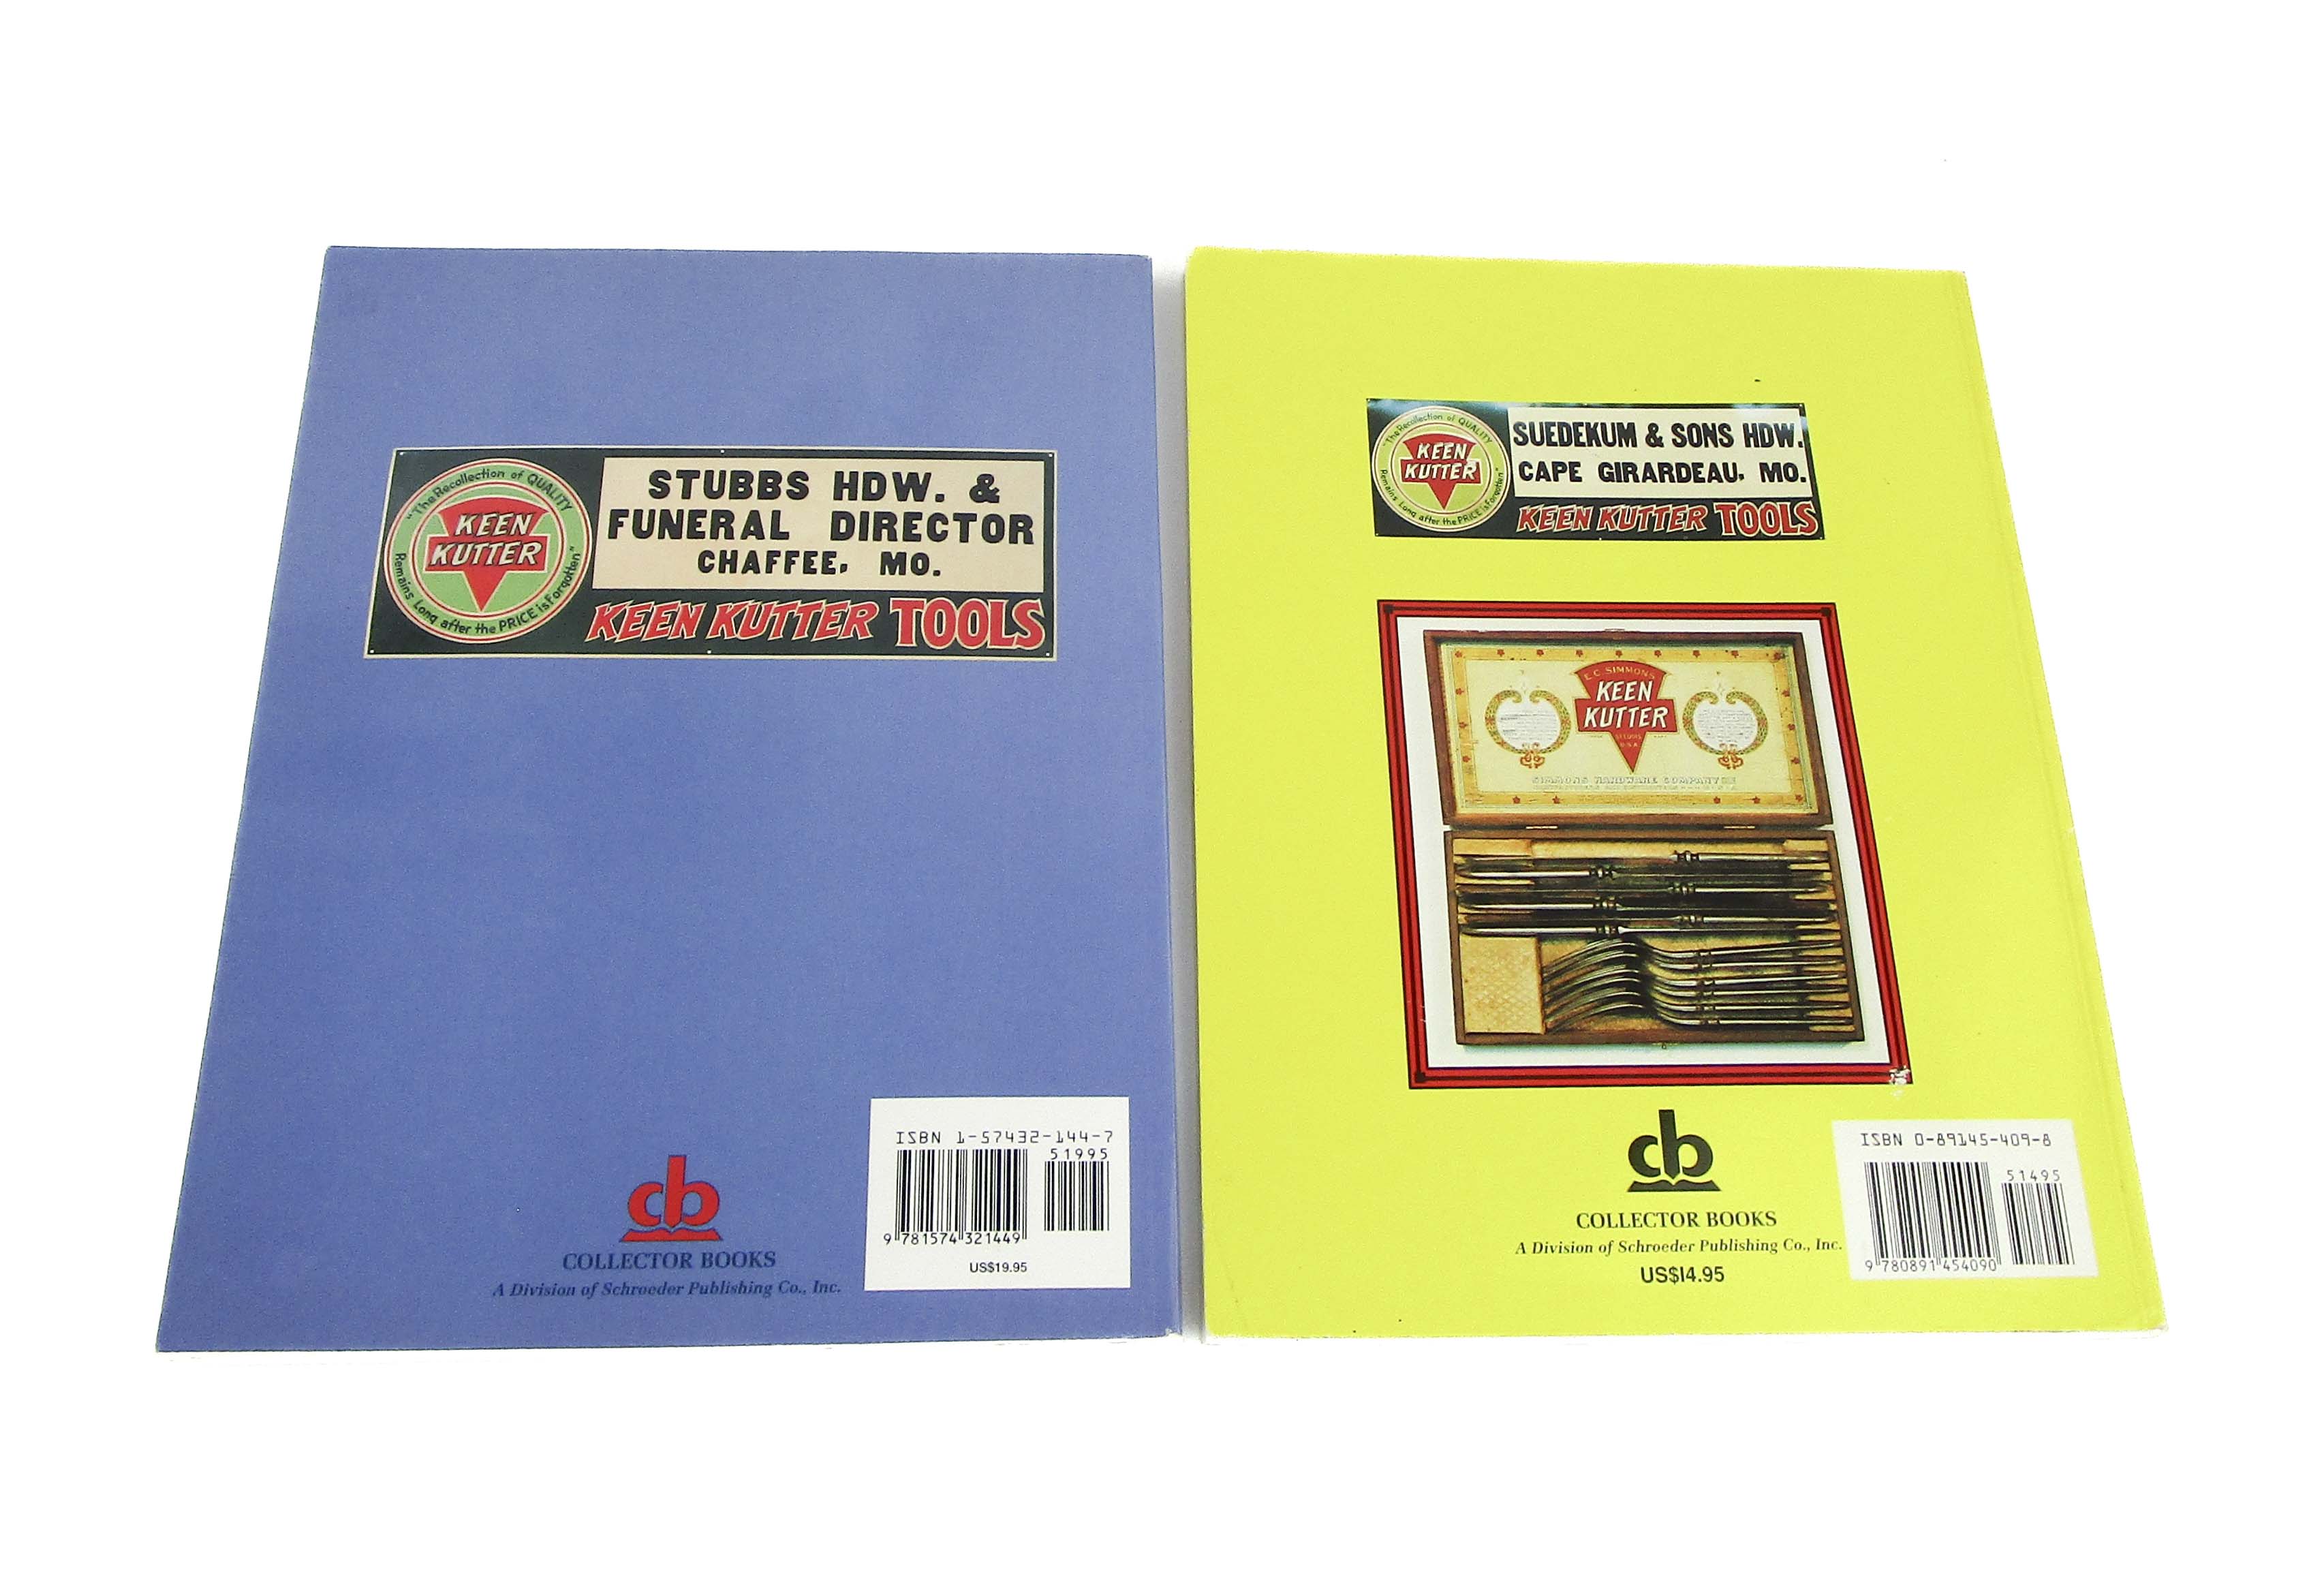 "The Recollection of QUALITY
Remains Long after the PRICE is Forgotten"
KEEN
KUTTER
STUBBS HDW. &
FUNERAL DIRECTOR
CHAFFEE, MO.
KEEN KUTTER TOOLS
cb
COLLECTOR BOOKS
A Division of Schroeder Publishing Co., Inc.
ISBN 1-57432-144-7
51995
9 781574 321449
US$19.95
"The Recollection of QUALITY
Remains Long after the PRICE is Forgotten"
KEEN
KUTTER
SUEDEKUM & SONS HDW.
CAPE GIRARDEAU, MO.
KEEN KUTTER TOOLS
E.C. SIMMONS
KEEN
KUTTER
ST. LOUIS
U.S.A.
SIMMONS HARDWARE COMPANY
cb
COLLECTOR BOOKS
A Division of Schroeder Publishing Co., Inc.
US$14.95
ISBN 0-89145-409-8
51495
9 780891 454090